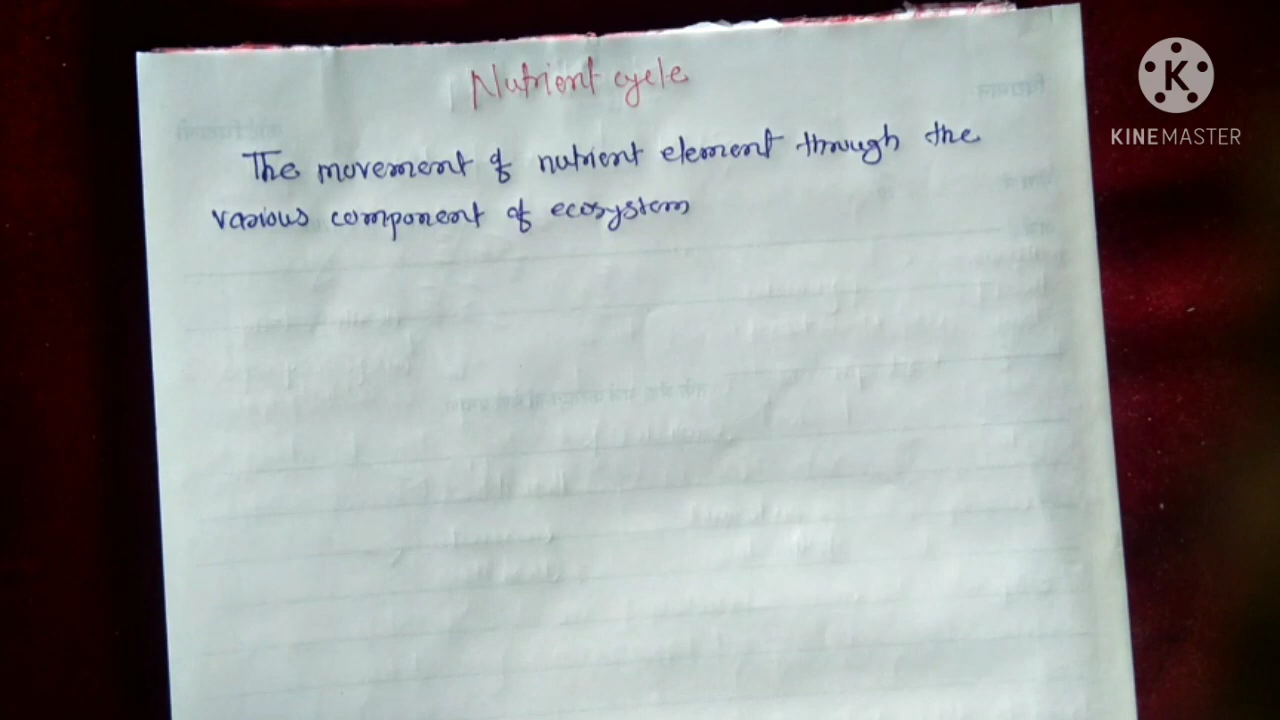 Nutrient cycle
The movement of nutrient element through the
various component of ecosystem
K
KINEMASTER